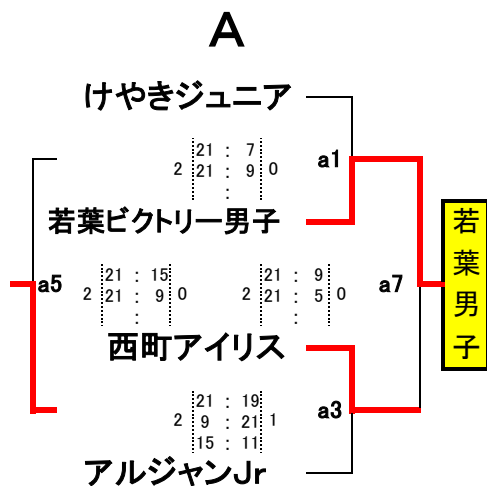 A
けやきジュニア
21 : 7
2 21 : 9 0
:
a1
若葉ビクトリー男子
a5
21 : 15
2 21 : 9 0
:
21 : 9
2 21 : 5 0
:
a7
若葉男子
西町アイリス
21 : 19
2 9 : 21 1
15 : 11
a3
アルジャンJr